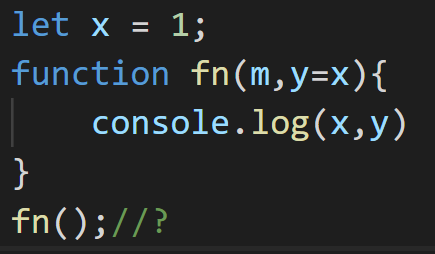 let x = 1;
function fn(m,y=x){
    console.log(x,y)
}
fn();//?